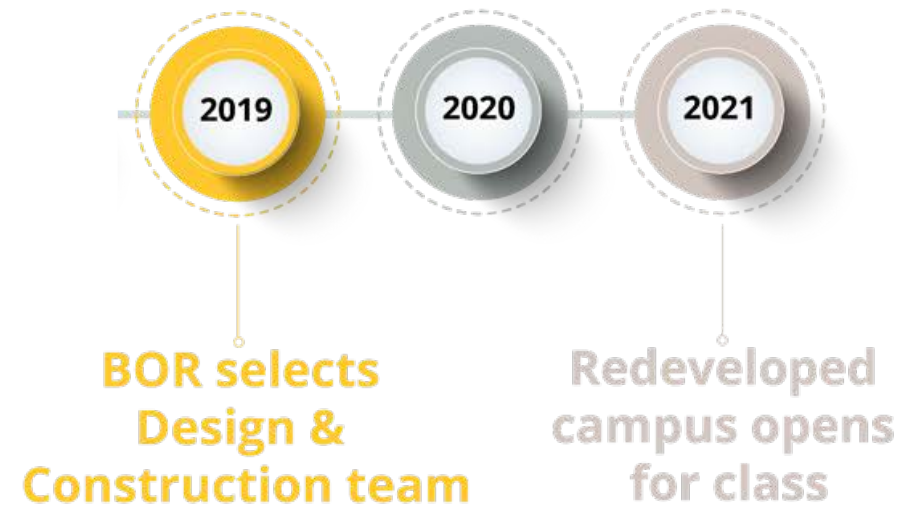 2019
2020
2021
BOR selects
Design &
Construction team
Redeveloped
campus opens
for class